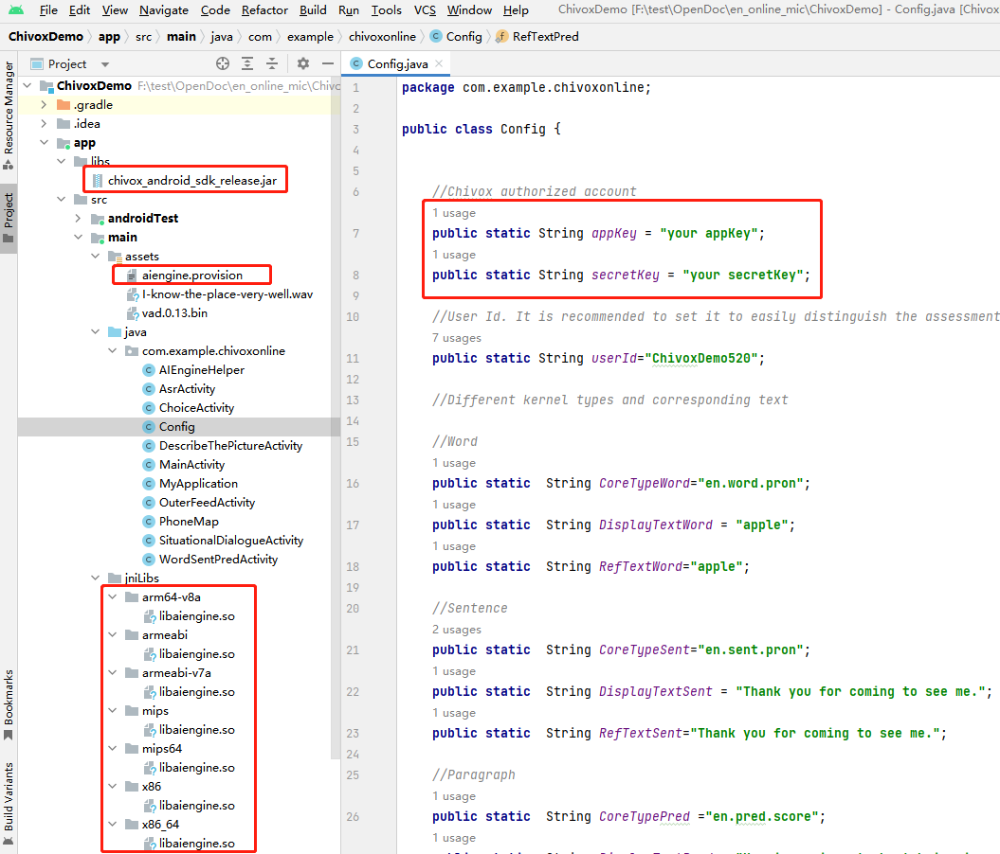 File Edit View Navigate Code Refactor Build Run Tools VCS Window Help ChivoxDemo [F:\test\OpenDoc\en_online_mic\ChivoxDemo] - Config.java [Chivox
ChivoxDemo app src main java com example chivoxonline Config RefTextPred
Resource Manager
Project
Bookmarks
Build Variants
Project
ChivoxDemo F:\test\OpenDoc\en_online_mic\Chivc
.gradle
.idea
app
libs
chivox_android_sdk_release.jar
src
androidTest
main
assets
aiengine.provision
I-know-the-place-very-well.wav
vad.0.13.bin
java
com.example.chivoxonline
AIEngineHelper
AsrActivity
ChoiceActivity
Config
DescribeThePictureActivity
MainActivity
MyApplication
OuterFeedActivity
PhoneMap
SituationalDialogueActivity
WordSentPredActivity
jniLibs
arm64-v8a
libaiengine.so
armeabi
libaiengine.so
armeabi-v7a
libaiengine.so
mips
libaiengine.so
mips64
libaiengine.so
x86
libaiengine.so
x86_64
libaiengine.so
Config.java
1 package com.example.chivoxonline;
2
3 public class Config {
4
5
6 //Chivox authorized account
1 usage
7 public static String appKey = "your appKey";
1 usage
8 public static String secretKey = "your secretKey";
9
10 //User Id. It is recommended to set it to easily distinguish the assessment
7 usages
11 public static String userId="ChivoxDemo520";
12
13 //Different kernel types and corresponding text
14
15 //Word
1 usage
16 public static String CoreTypeWord="en.word.pron";
1 usage
17 public static String DisplayTextWord = "apple";
1 usage
18 public static String RefTextWord="apple";
19
20 //Sentence
2 usages
21 public static String CoreTypeSent="en.sent.pron";
1 usage
22 public static String DisplayTextSent = "Thank you for coming to see me.";
1 usage
23 public static String RefTextSent="Thank you for coming to see me.";
24
25 //Paragraph
1 usage
26 public static String CoreTypePred ="en.pred.score";
1 usage